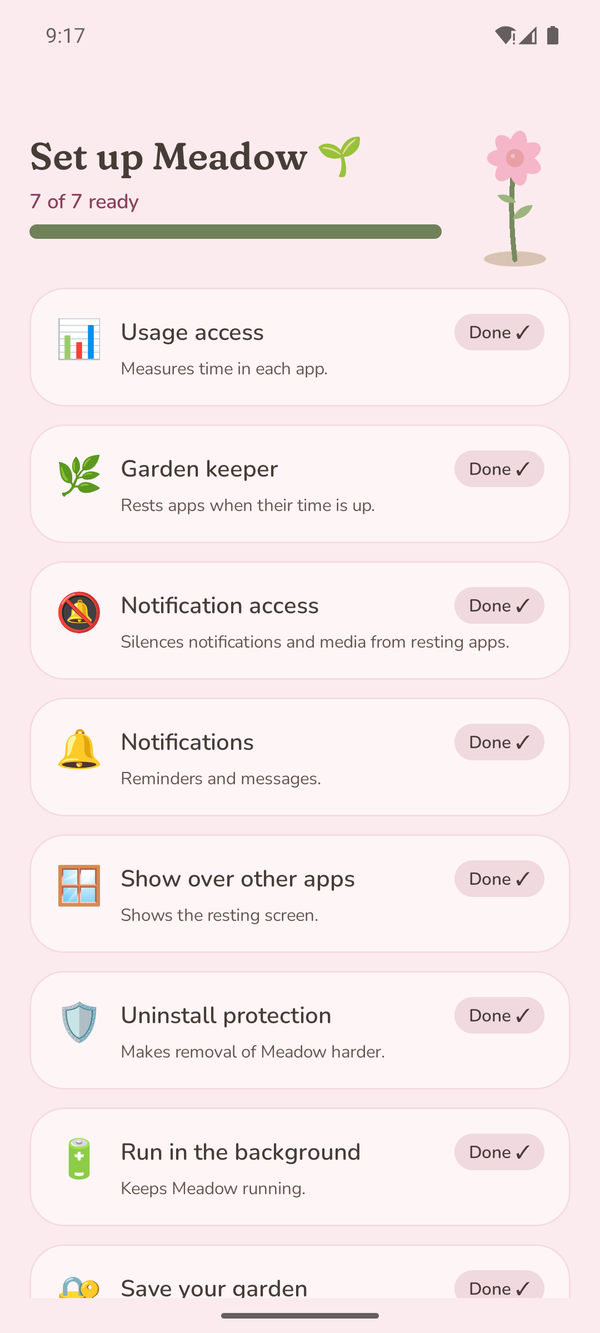 9:17
Set up Meadow 🌱
7 of 7 ready
Usage access
Done ✓
Measures time in each app.
Garden keeper
Done ✓
Rests apps when their time is up.
Notification access
Done ✓
Silences notifications and media from resting apps.
Notifications
Done ✓
Reminders and messages.
Show over other apps
Done ✓
Shows the resting screen.
Uninstall protection
Done ✓
Makes removal of Meadow harder.
Run in the background
Done ✓
Keeps Meadow running.
Save your garden
Done ✓